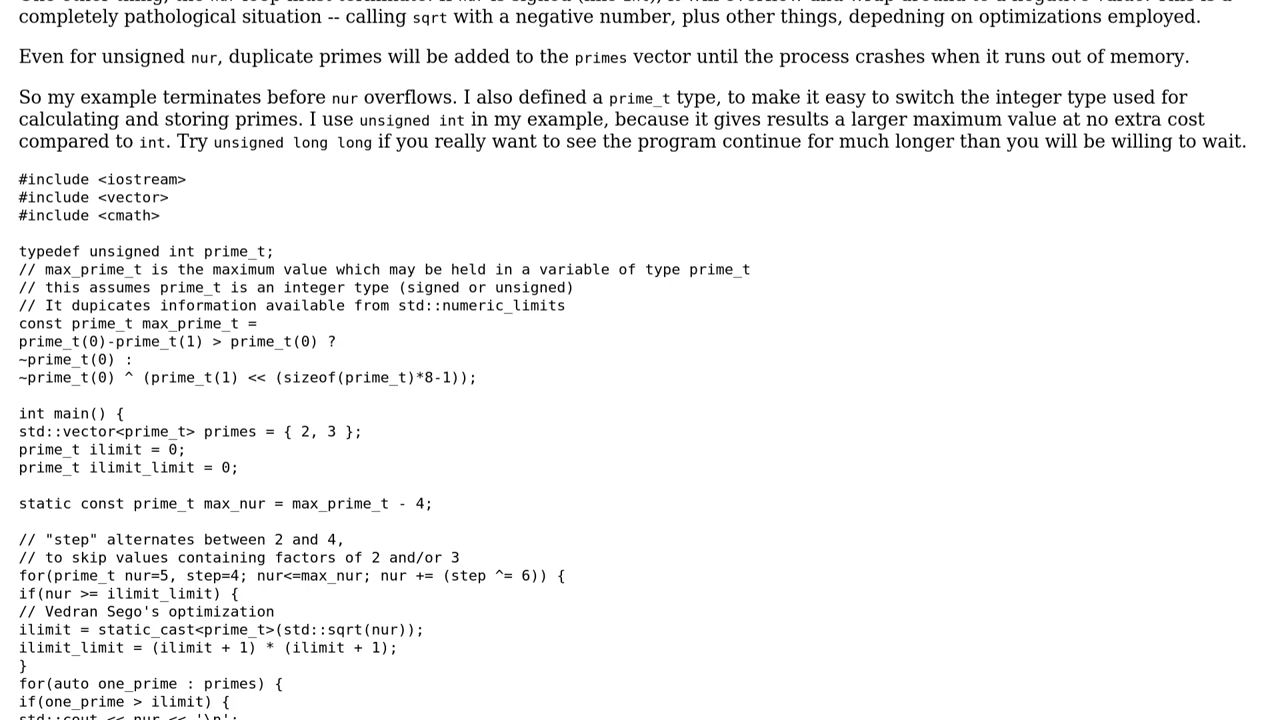 completely pathological situation -- calling sqrt with a negative number, plus other things, depedning on optimizations employed.
Even for unsigned nur, duplicate primes will be added to the primes vector until the process crashes when it runs out of memory.
So my example terminates before nur overflows. I also defined a prime_t type, to make it easy to switch the integer type used for
calculating and storing primes. I use unsigned int in my example, because it gives results a larger maximum value at no extra cost
compared to int. Try unsigned long long if you really want to see the program continue for much longer than you will be willing to wait.
#include <iostream>
#include <vector>
#include <cmath>
typedef unsigned int prime_t;
// max_prime_t is the maximum value which may be held in a variable of type prime_t
// this assumes prime_t is an integer type (signed or unsigned)
// It dupicates information available from std::numeric_limits
const prime_t max_prime_t =
prime_t(0)-prime_t(1) > prime_t(0) ?
~prime_t(0) :
~prime_t(0) ^ (prime_t(1) << (sizeof(prime_t)*8-1));
int main() {
std::vector<prime_t> primes = { 2, 3 };
prime_t ilimit = 0;
prime_t ilimit_limit = 0;
static const prime_t max_nur = max_prime_t - 4;
// "step" alternates between 2 and 4,
// to skip values containing factors of 2 and/or 3
for(prime_t nur=5, step=4; nur<=max_nur; nur += (step ^= 6)) {
if(nur >= ilimit_limit) {
// Vedran Sego's optimization
ilimit = static_cast<prime_t>(std::sqrt(nur));
ilimit_limit = (ilimit + 1) * (ilimit + 1);
}
for(auto one_prime : primes) {
if(one_prime > ilimit) {
std::cout << nur << '\n';